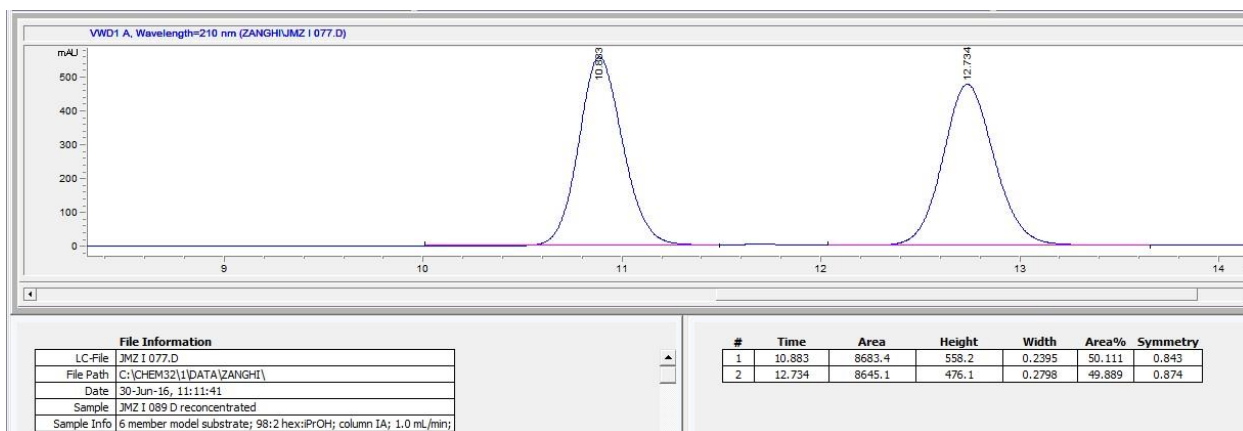 VWD1 A, Wavelength=210 nm (ZANGHI\JMZ I 077.D)
mAU
500
400
300
200
100
0
10.883
12.734
9 10 11 12 13 14
File Information
LC-File JMZ I 077.D
File Path C:\CHEM32\1\DATA\ZANGHI\
Date 30-Jun-16, 11:11:41
Sample JMZ I 089 D reconcentrated
Sample Info 6 member model substrate; 98:2 hex:iPrOH; column IA; 1.0 mL/min;
# Time Area Height Width Area% Symmetry
1 10.883 8683.4 558.2 0.2395 50.111 0.843
2 12.734 8645.1 476.1 0.2798 49.889 0.874